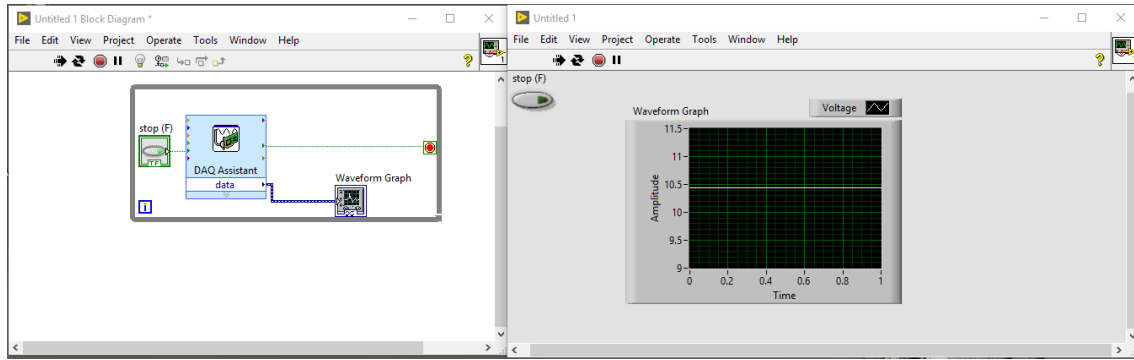 Untitled 1 Block Diagram *
File Edit View Project Operate Tools Window Help
stop (F)
TF
DAQ Assistant
data
Waveform Graph
i
Untitled 1
File Edit View Project Operate Tools Window Help
1
stop (F)
Waveform Graph
Voltage
11.5
11
10.5
10
9.5
9
Amplitude
0 0.2 0.4 0.6 0.8 1
Time